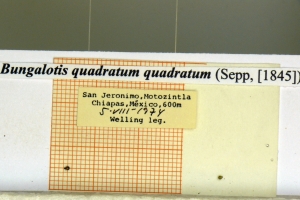 Bungalotis quadratum quadratum (Sepp, [1845])
San Jeronimo,Motozintla
Chiapas,México,600m
5·VIII-1974
Welling leg.